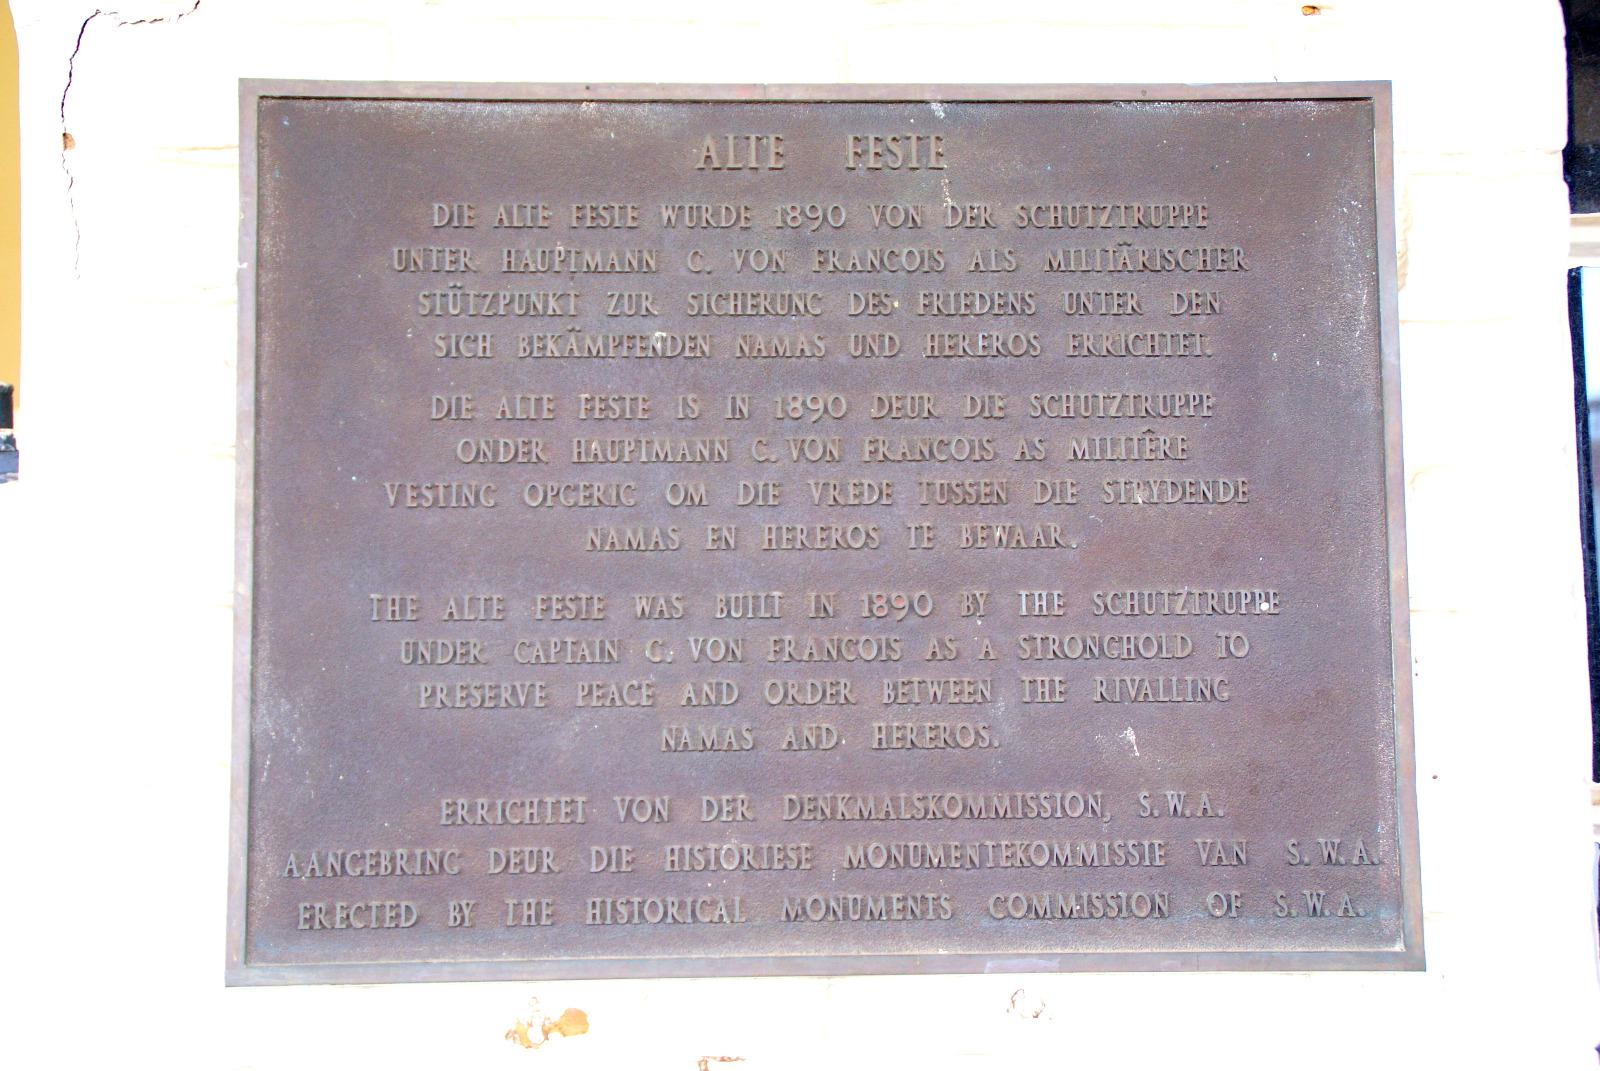 ALTE FESTE
DIE ALTE FESTE WURDE 1890 VON DER SCHUTZTRUPPE
UNTER HAUPTMANN C. VON FRANCOIS ALS MILITÄRISCHER
STÜTZPUNKT ZUR SICHERUNG DES FRIEDENS UNTER DEN
SICH BEKÄMPFENDEN NAMAS UND HEREROS ERRICHTET.
DIE ALTE FESTE IS IN 1890 DEUR DIE SCHUTZTRUPPE
ONDER HAUPTMANN C. VON FRANCOIS AS MILITÊRE
VESTING OPGERIG OM DIE VREDE TUSSEN DIE STRYDENDE
NAMAS EN HEREROS TE BEWAAR.
THE ALTE FESTE WAS BUILT IN 1890 BY THE SCHUTZTRUPPE
UNDER CAPTAIN C. VON FRANCOIS AS A STRONGHOLD TO
PRESERVE PEACE AND ORDER BETWEEN THE RIVALLING
NAMAS AND HEREROS.
ERRICHTET VON DER DENKMALSKOMMISSION, S.W.A.
AANGEBRING DEUR DIE HISTORIESE MONUMENTEKOMMISSIE VAN S.W.A.
ERECTED BY THE HISTORICAL MONUMENTS COMMISSION OF S.W.A.